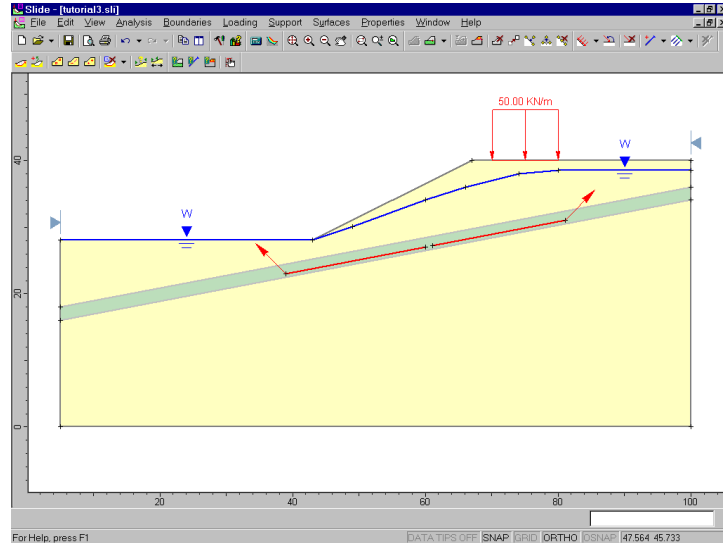 Slide - [tutorial3.sli]
File Edit View Analysis Boundaries Loading Support Surfaces Properties Window Help
50.00 KN/m
W
W
40
20
0
20 40 60 80 100
For Help, press F1
DATA TIPS OFF SNAP GRID ORTHO OSNAP 47.564 45.733